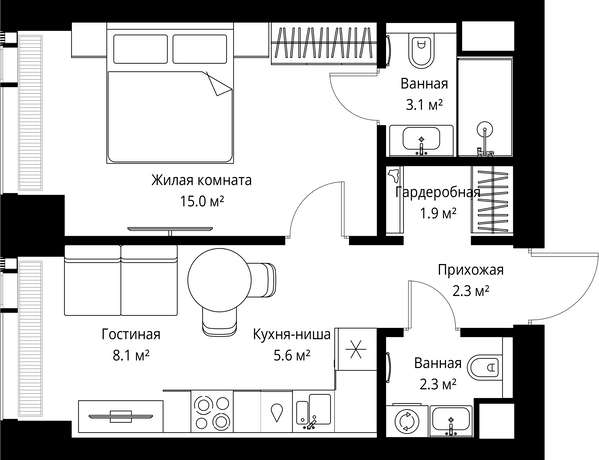 Ванная
3.1 м²
Жилая комната
15.0 м²
Гардеробная
1.9 м²
Прихожая
2.3 м²
Гостиная
8.1 м²
Кухня-ниша
5.6 м²
Ванная
2.3 м²